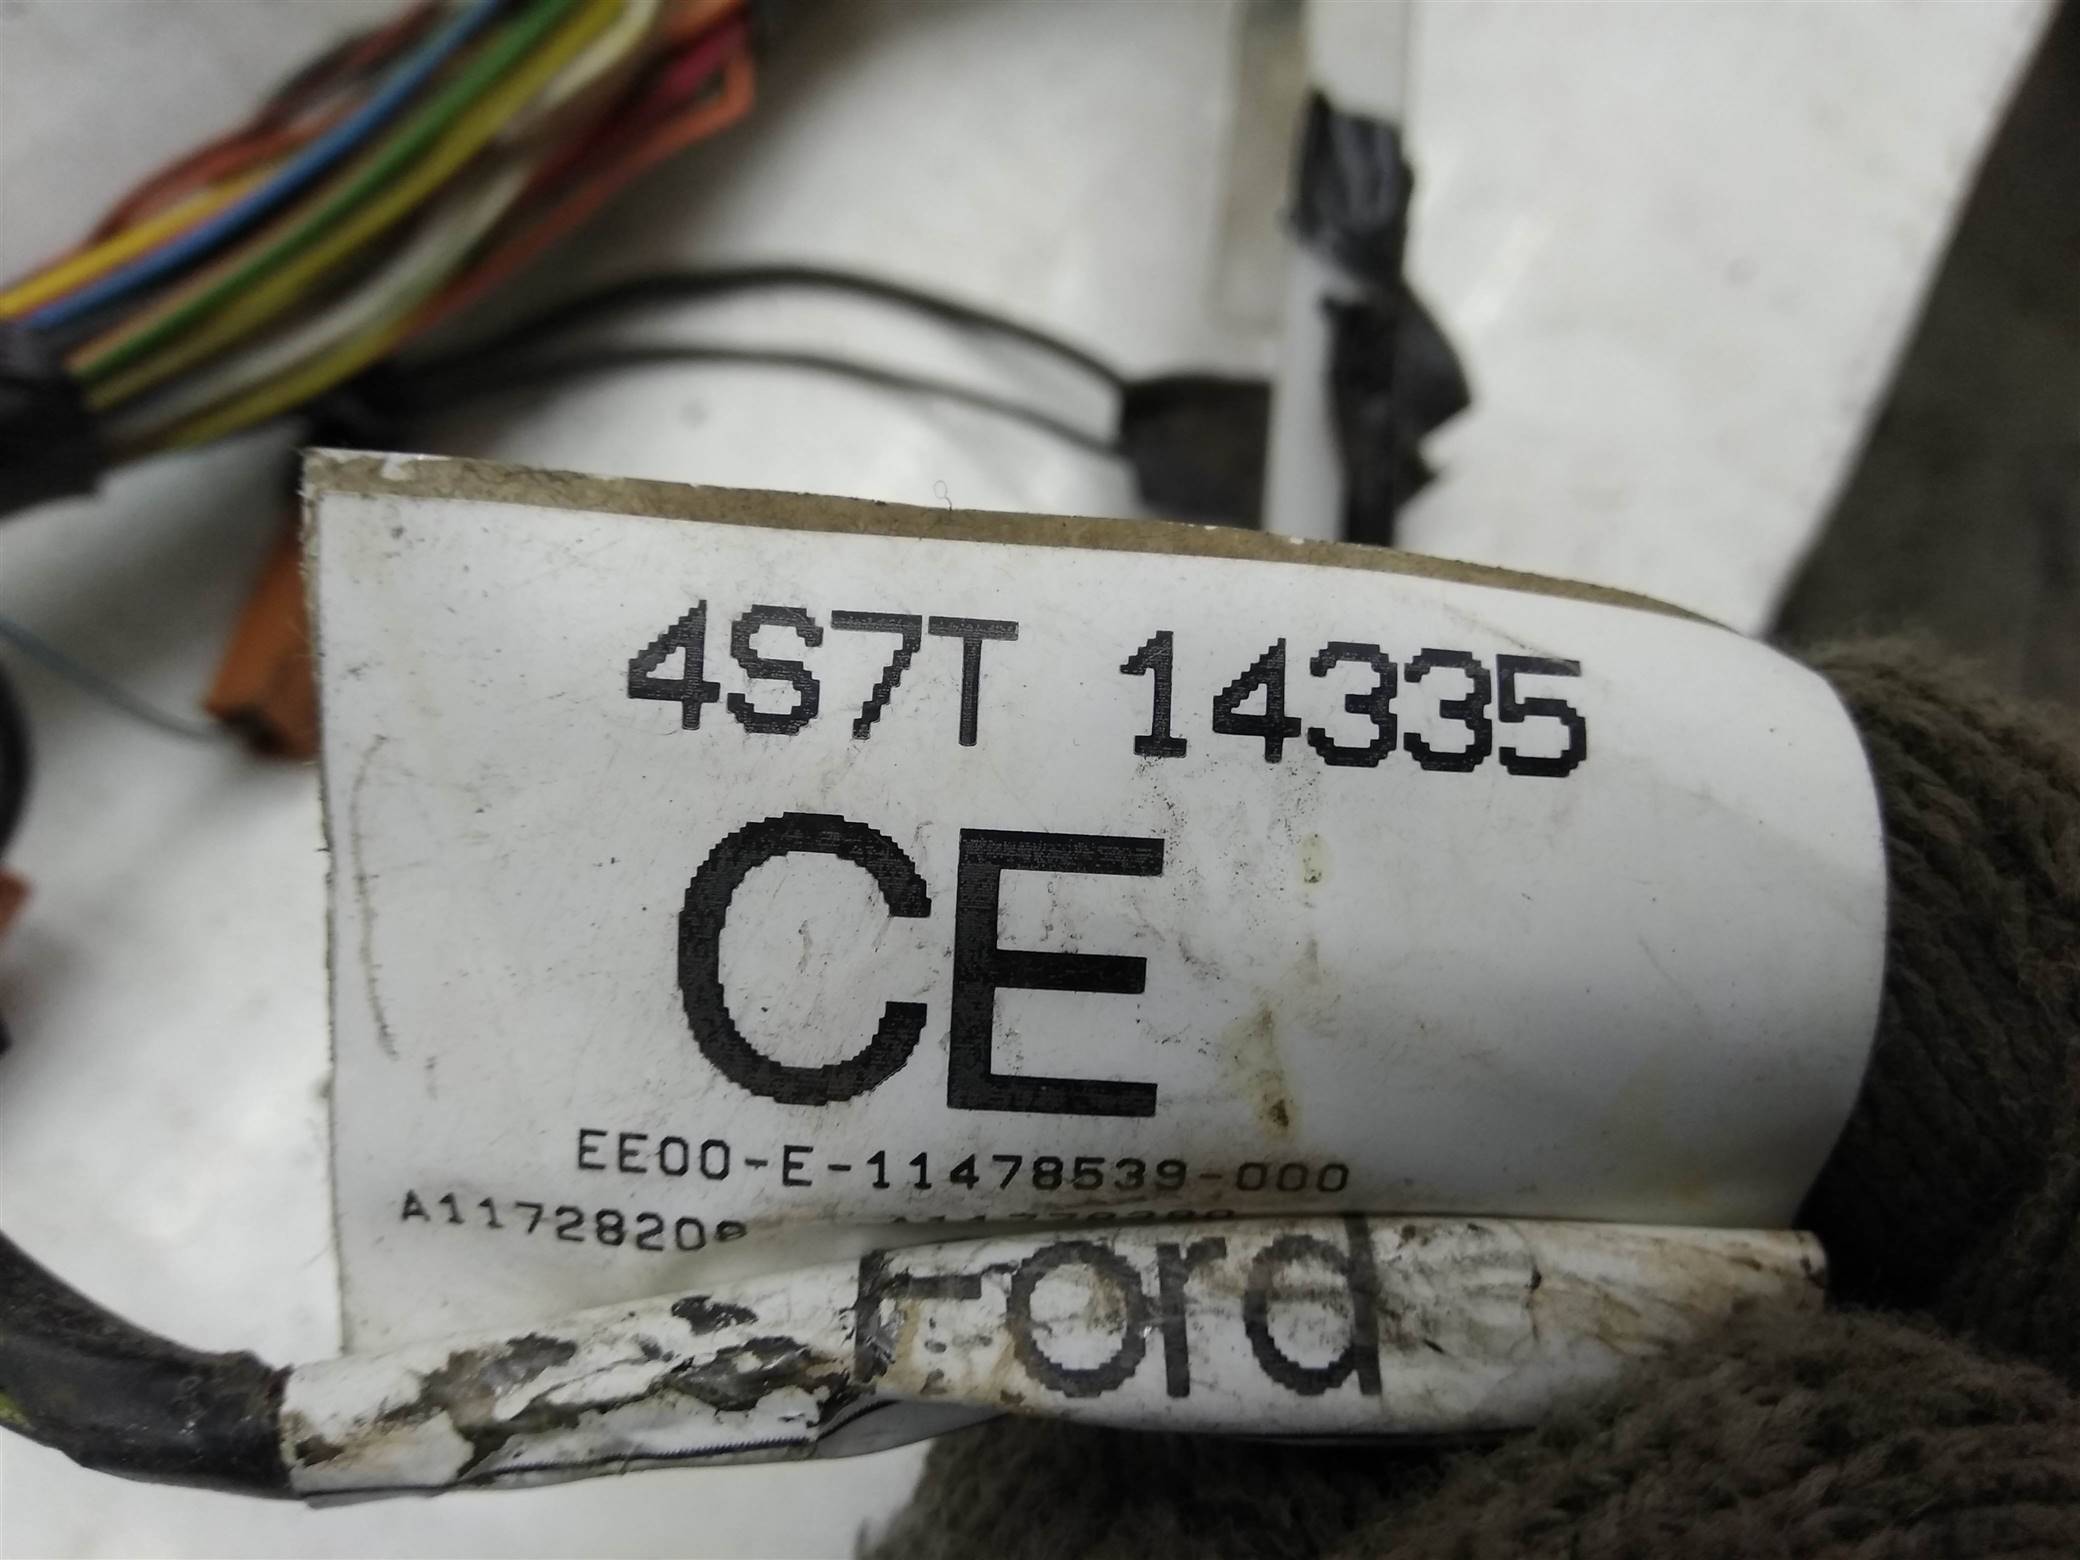 4S7T 14335
CE
EE00-E-11478539-000
A11728208
Ford